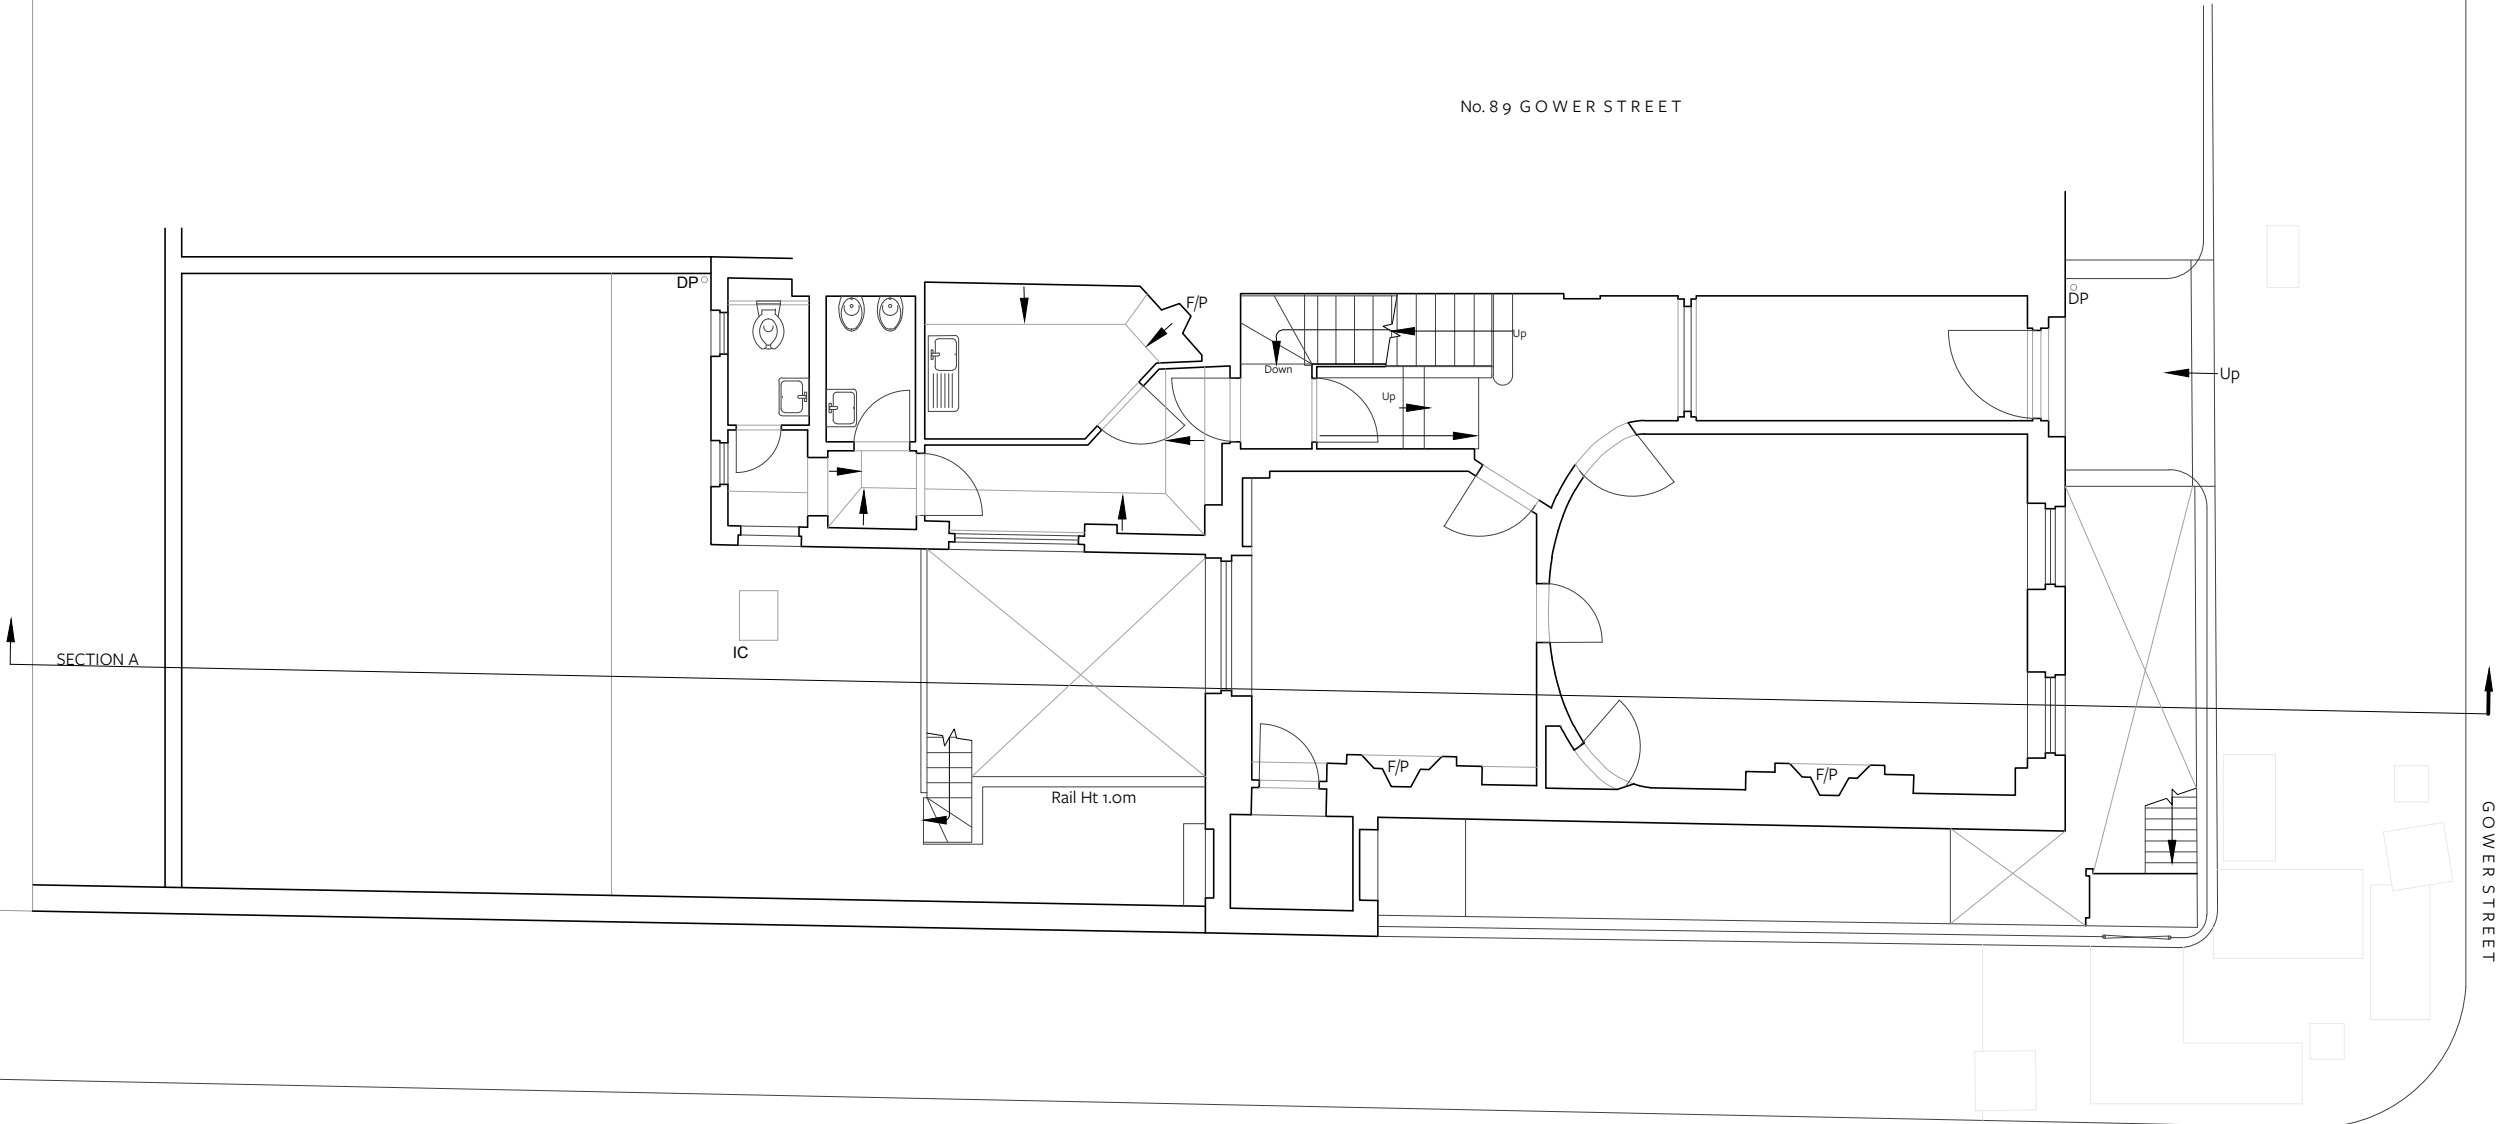 No. 89 GOWER STREET
DP
F/P
DP
Up
Down
Up
Up
SECTION A
IC
F/P
F/P
Rail Ht 1.0m
GOWER STREET